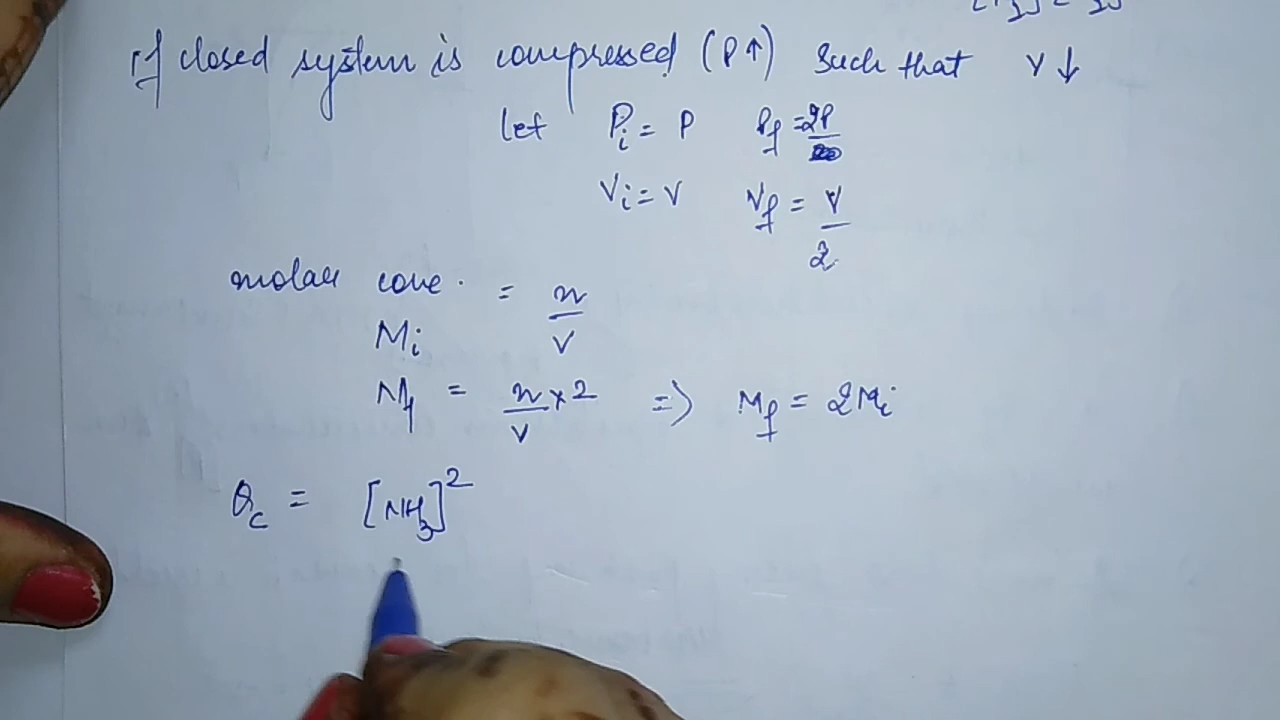 If closed system is compressed (P↑) such that V↓
let Pi = P Pf = 2P
Vi = V Vf = V/2
molar conc. = n/V
Mi
Mf = n/V × 2 => Mf = 2Mi
Qc = [NH3]²